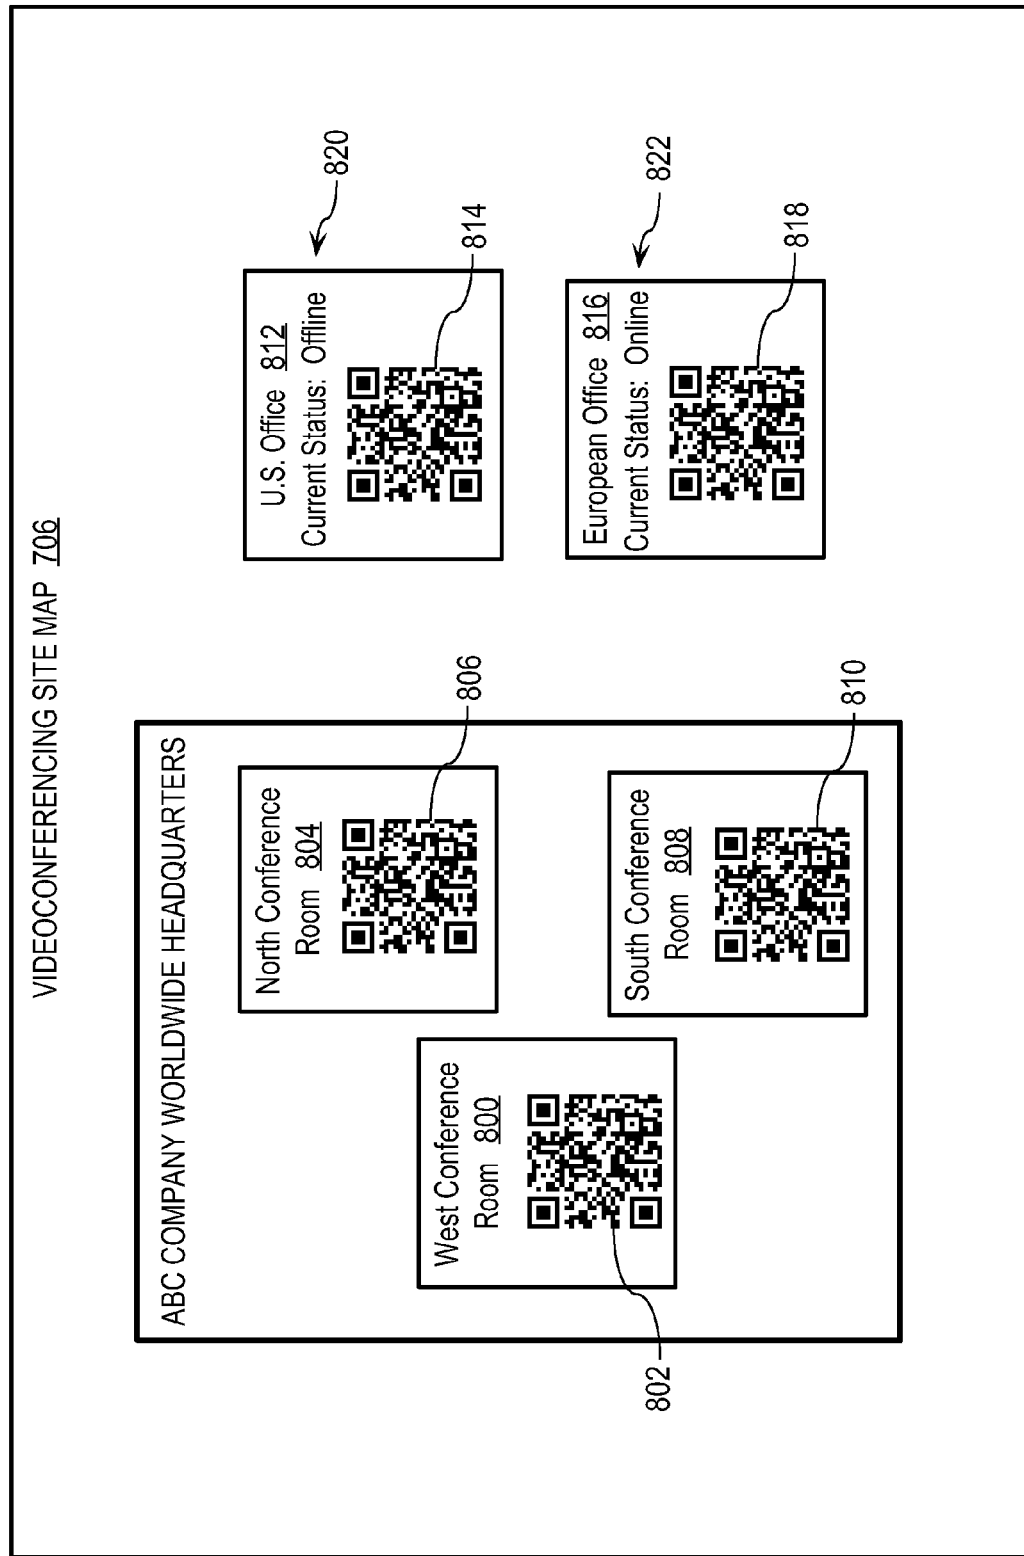 VIDEOCONFERENCING SITE MAP 706
ABC COMPANY WORLDWIDE HEADQUARTERS
West Conference
Room 800
802
North Conference
Room 804
806
South Conference
Room 808
810
U.S. Office 812
Current Status: Offline
814
820
European Office 816
Current Status: Online
818
822